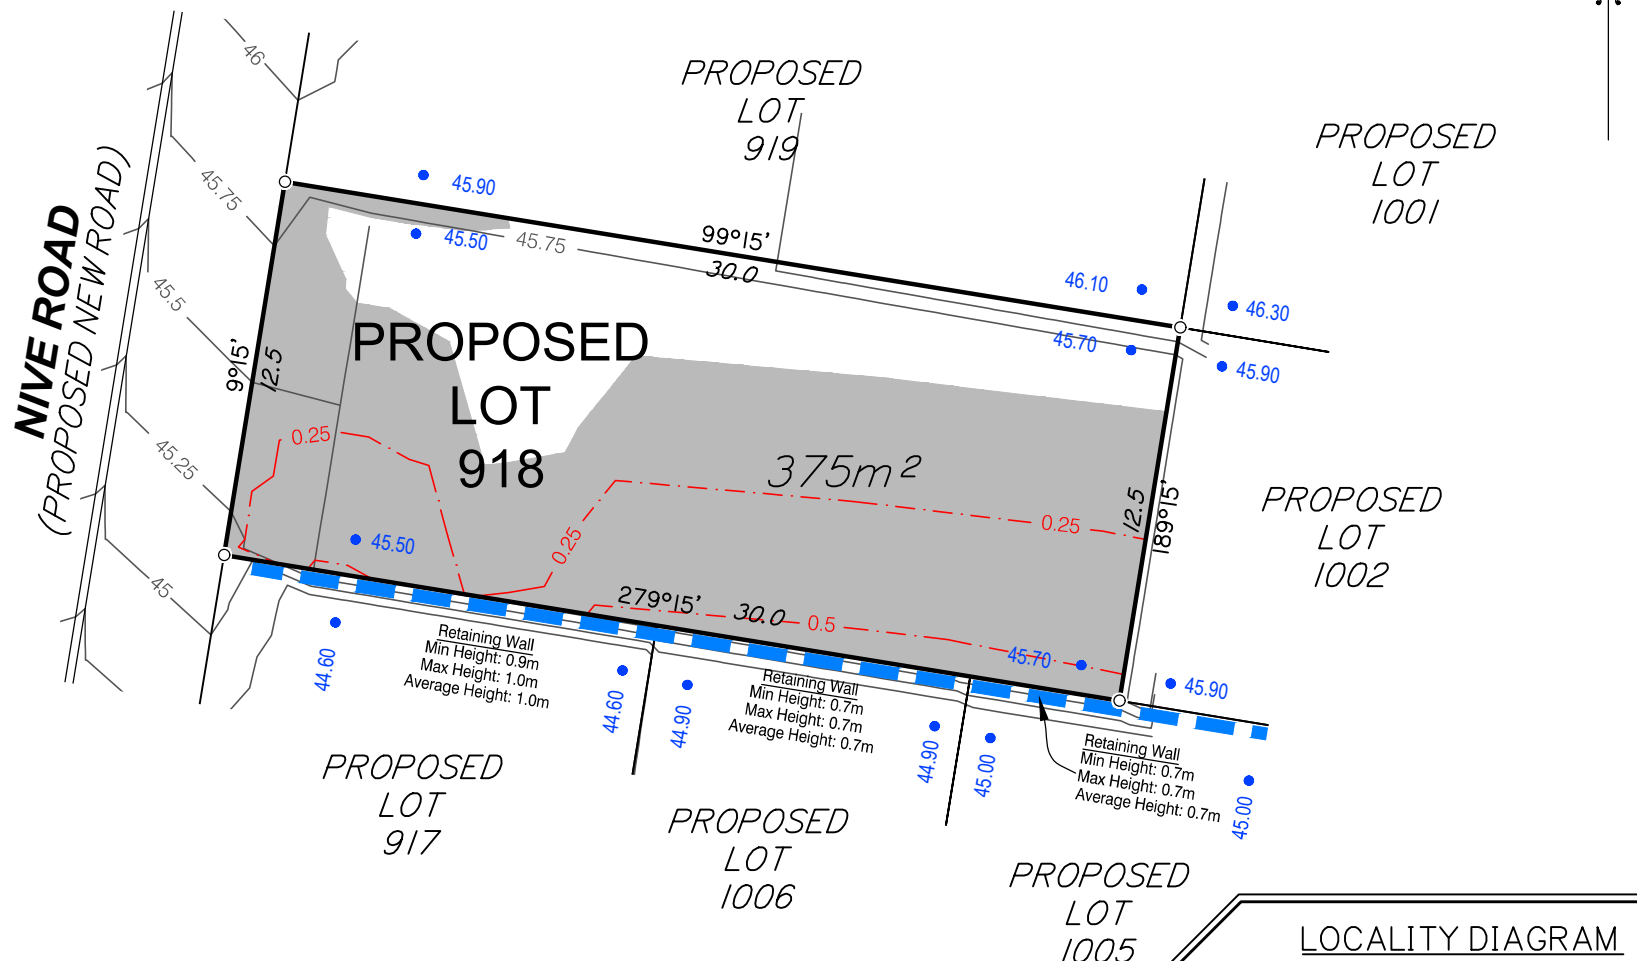 46
PROPOSED
LOT
919
PROPOSED
LOT
1001
45.75
45.90
45.50
45.75
99°15'
30.0
46.10
46.30
45.70
45.90
NIVE ROAD
(PROPOSED NEW ROAD)
45.5
9°15'
12.5
PROPOSED
LOT
918
375m²
0.25
45.25
0.25
0.25
12.5
189°15'
PROPOSED
LOT
1002
45.50
45
279°15'
30.0
0.5
45.70
45.90
44.60
Retaining Wall
Min Height: 0.9m
Max Height: 1.0m
Average Height: 1.0m
44.60
44.90
Retaining Wall
Min Height: 0.7m
Max Height: 0.7m
Average Height: 0.7m
44.90
45.00
Retaining Wall
Min Height: 0.7m
Max Height: 0.7m
Average Height: 0.7m
45.00
PROPOSED
LOT
917
PROPOSED
LOT
1006
PROPOSED
LOT
1005
LOCALITY DIAGRAM